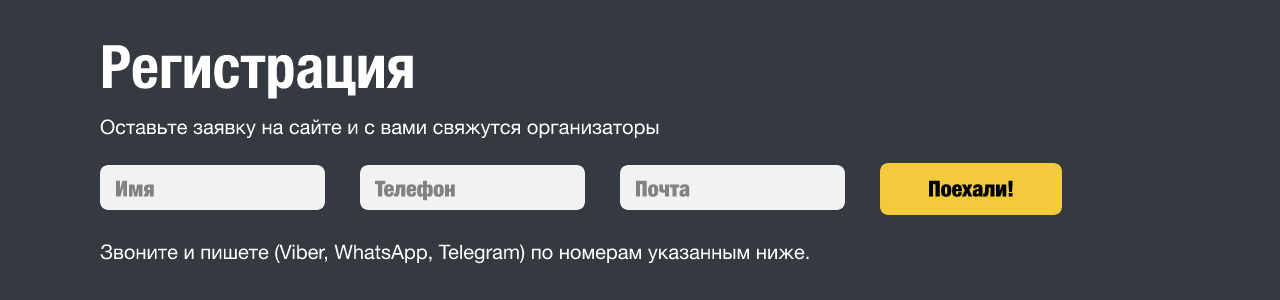 Регистрация
Оставьте заявку на сайте и с вами свяжутся организаторы
Имя Телефон Почта Поехали!
Звоните и пишете (Viber, WhatsApp, Telegram) по номерам указанным ниже.